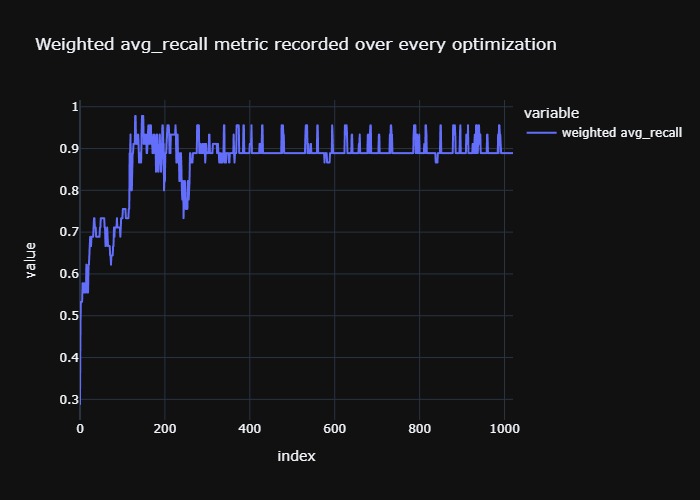 Weighted avg_recall metric recorded over every optimization
variable
weighted avg_recall
value
1
0.9
0.8
0.7
0.6
0.5
0.4
0.3
0
200
400
600
800
1000
index